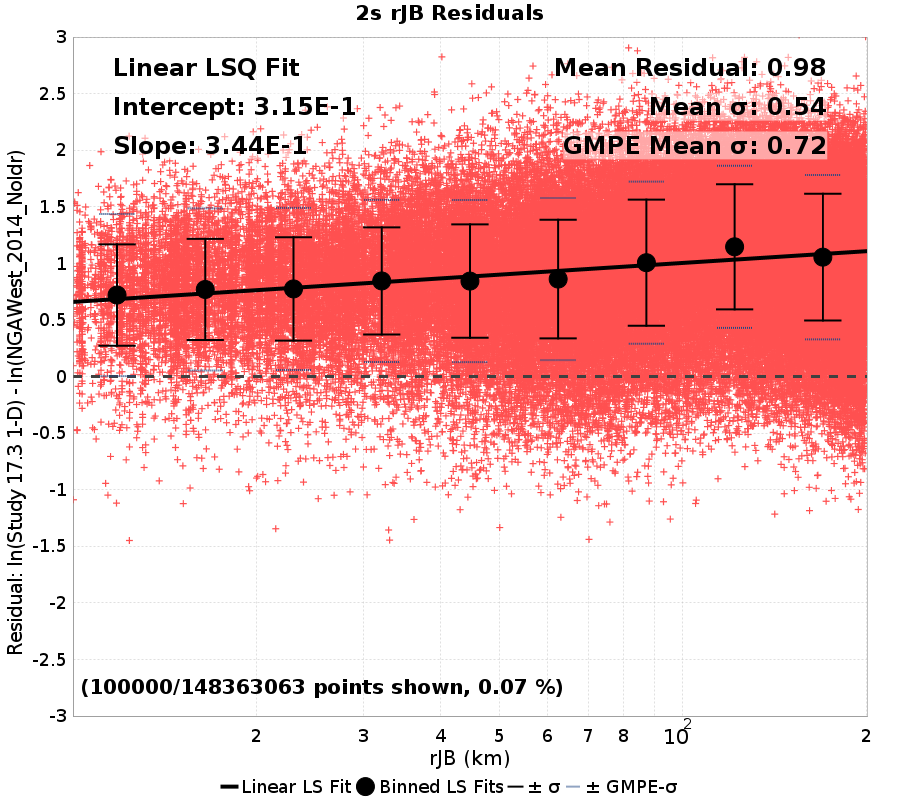 2s rJB Residuals
Linear LSQ Fit
Mean Residual: 0.98
Intercept: 3.15E-1
Mean σ: 0.54
Slope: 3.44E-1
GMPE Mean σ: 0.72
3
2.5
2
1.5
1
0.5
0
-0.5
-1
-1.5
-2
-2.5
-3
Residual: ln(Study 17.3 1-D) - ln(NGAWest_2014_NoIdr)
(100000/148363063 points shown, 0.07 %)
2 3 4 5 6 7 8 10² 2
rJB (km)
Linear LS Fit Binned LS Fits ± σ ± GMPE-σ